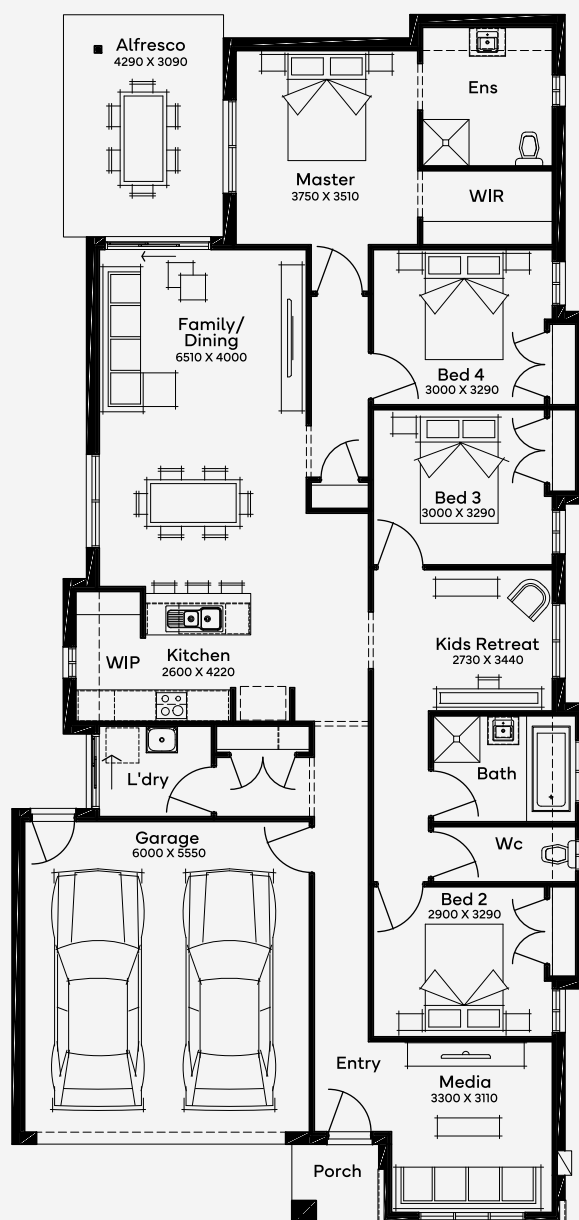 Alfresco
4290 X 3090
Ens
Master
3750 X 3510
WIR
Family/
Dining
6510 X 4000
Bed 4
3000 X 3290
Bed 3
3000 X 3290
Kids Retreat
2730 X 3440
WIP
Kitchen
2600 X 4220
L'dry
Bath
Garage
6000 X 5550
Wc
Bed 2
2900 X 3290
Entry
Media
3300 X 3110
Porch